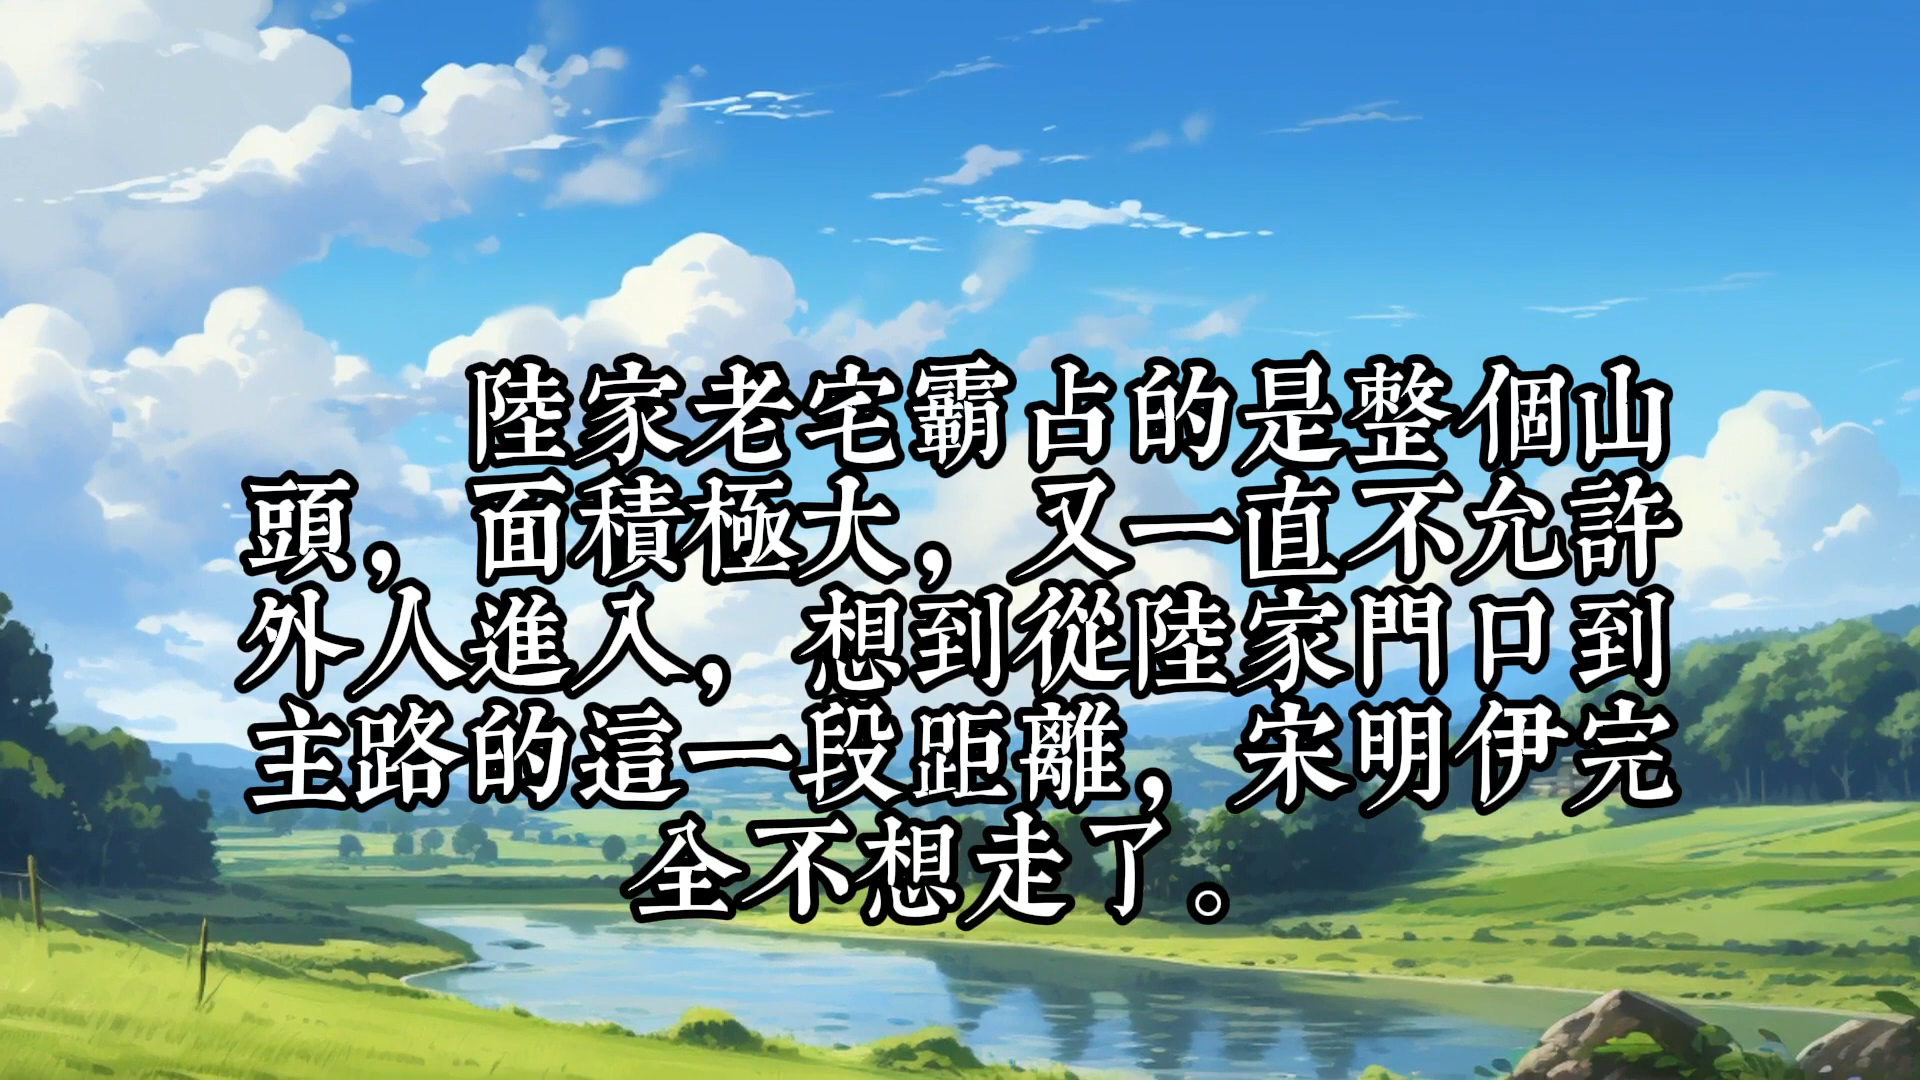 陸家老宅霸占的是整個山
頭，面積極大，又一直不允許
外人進入，想到從陸家門口到
主路的這一段距離，宋明伊完
全不想走了。